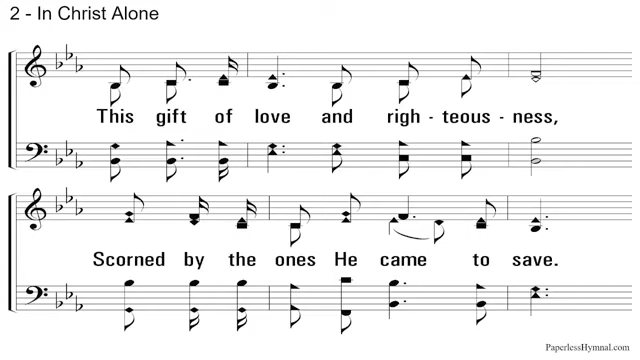 2 - In Christ Alone
This gift of love and righ - teous - ness,
Scorned by the ones He came to save.
PaperlessHymnal.com